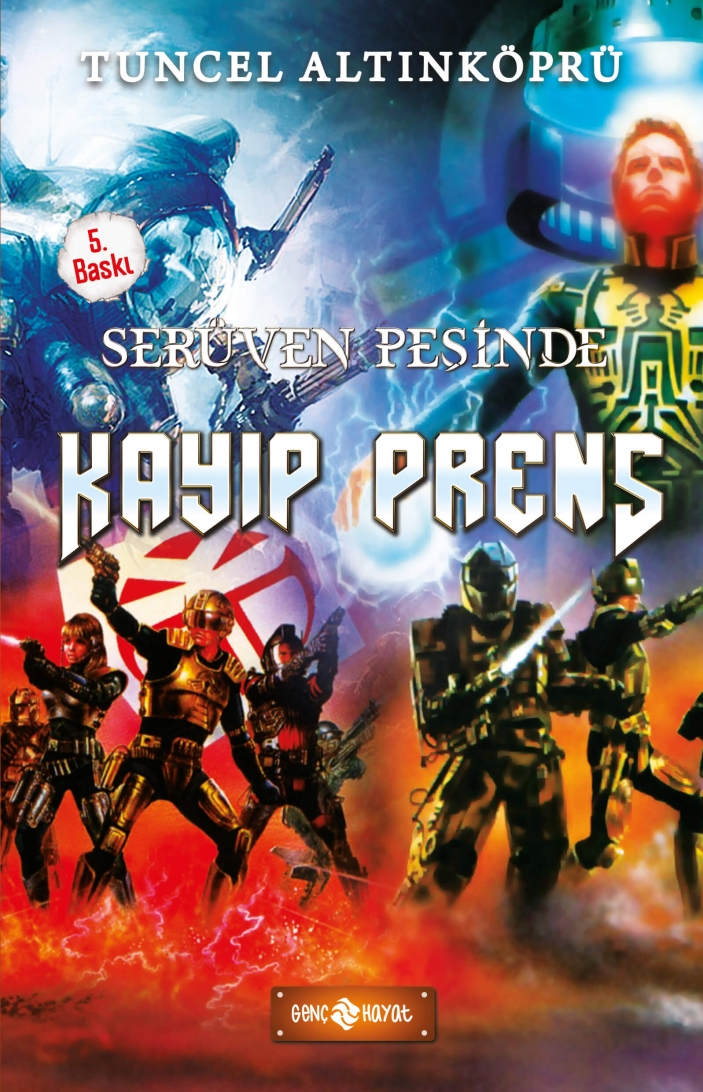 TUNCEL ALTINKÖPRÜ
5.
Baskı
SERÜVEN PEŞİNDE
KAYIP PRENS
GENÇ HAYAt